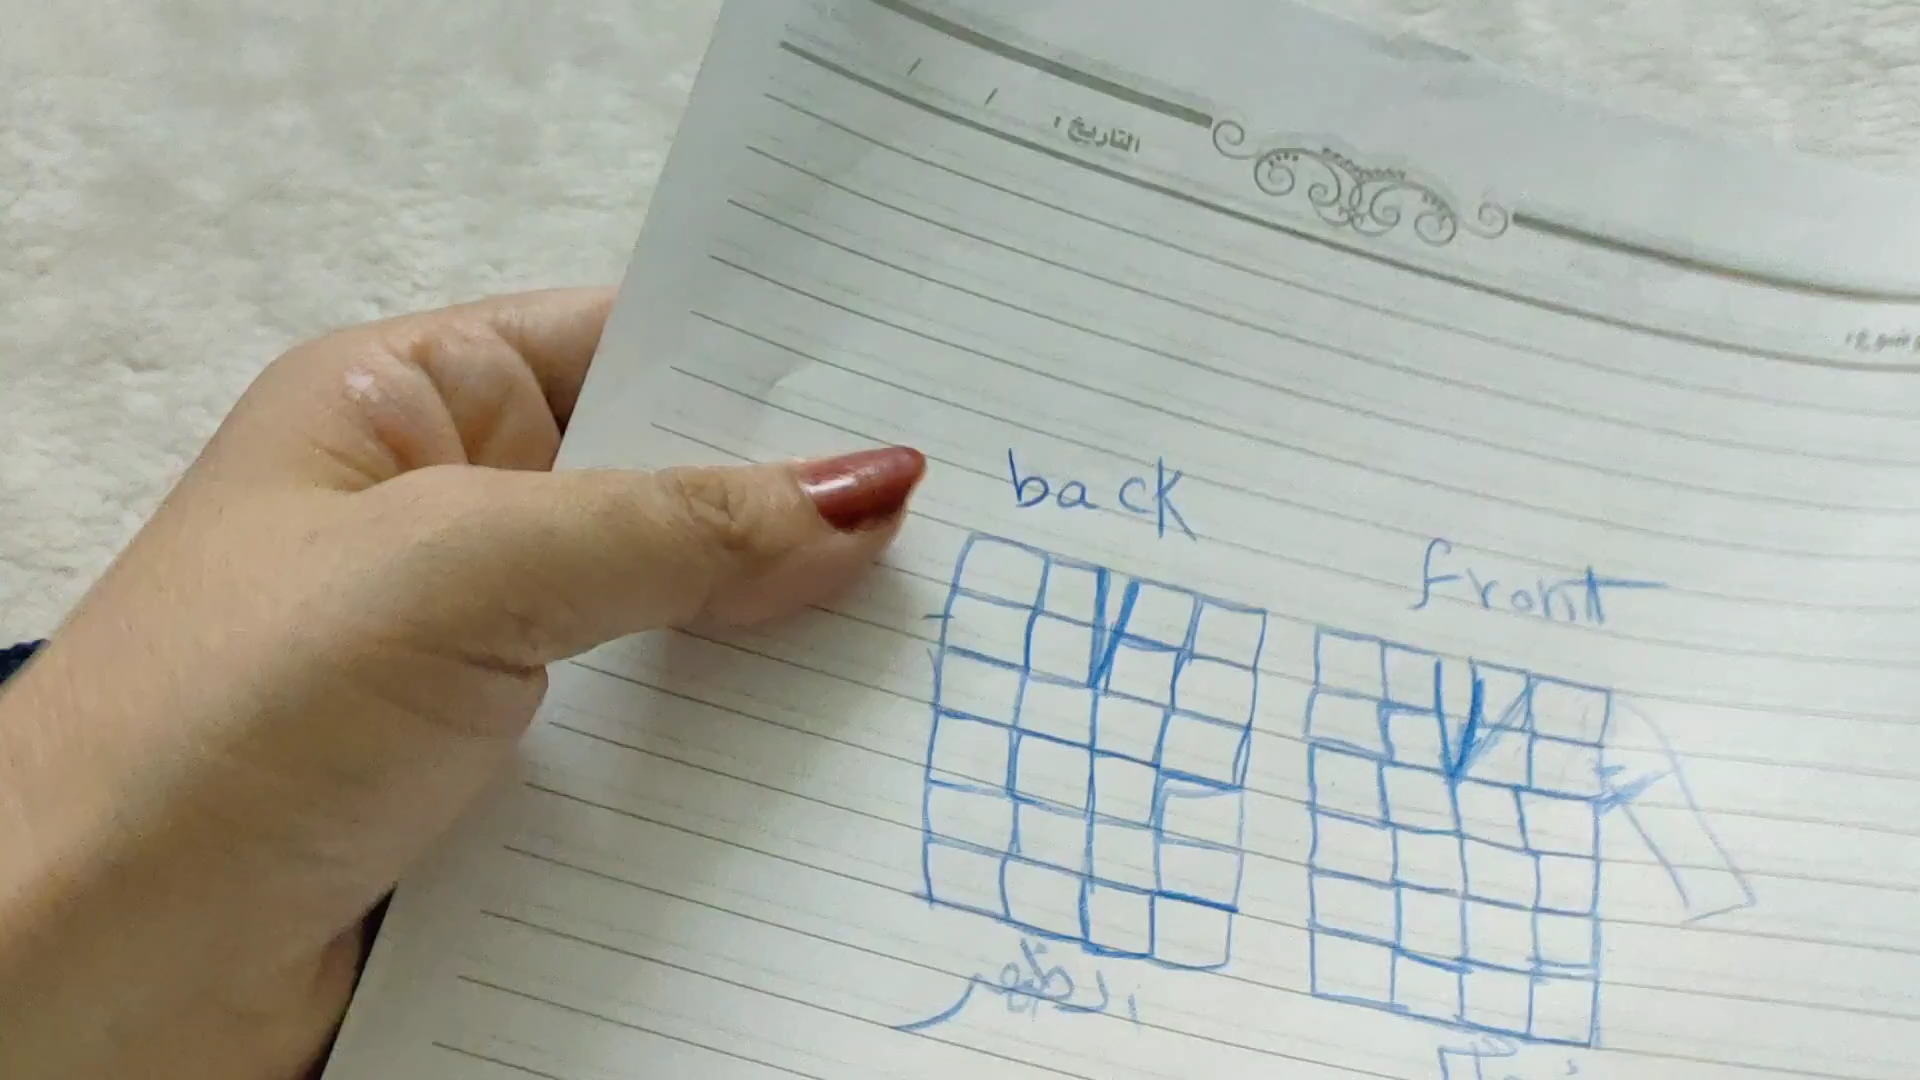 التاريخ :    /    /
back
front
الظهر